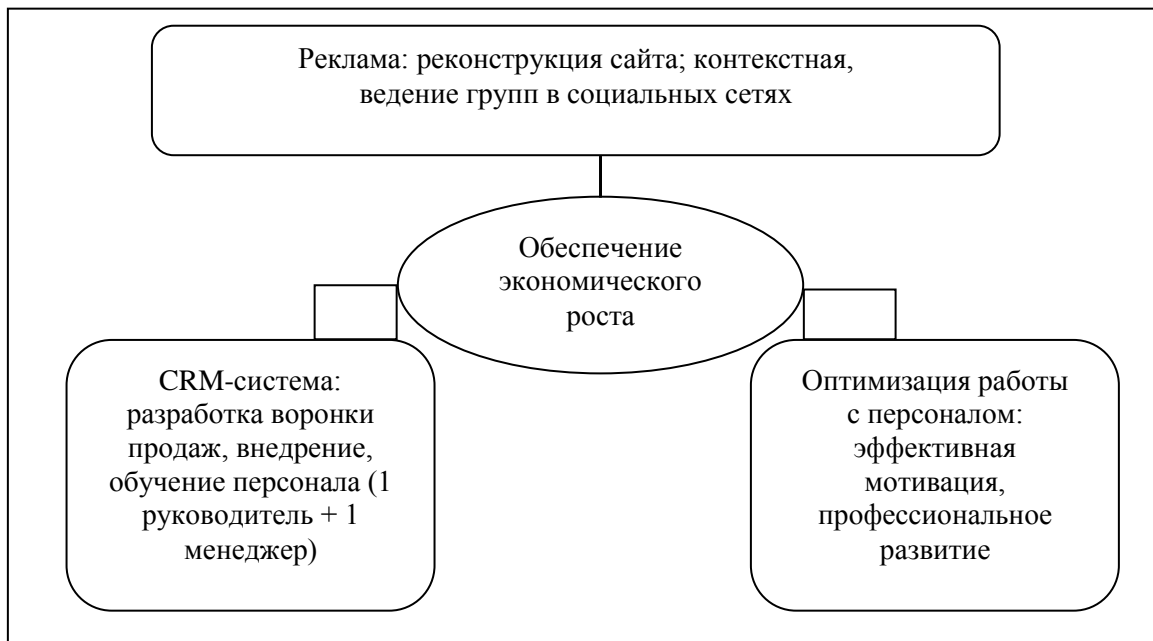 Реклама: реконструкция сайта; контекстная,
ведение групп в социальных сетях
Обеспечение
экономического
роста
CRM-система:
разработка воронки
продаж, внедрение,
обучение персонала (1
руководитель + 1
менеджер)
Оптимизация работы
с персоналом:
эффективная
мотивация,
профессиональное
развитие